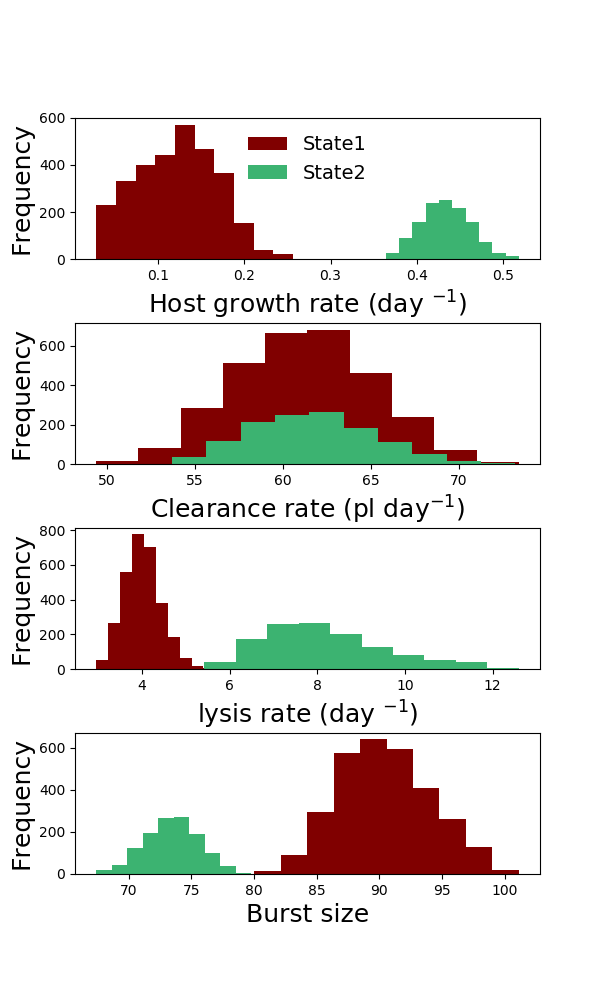 600
400
200
0
Frequency
State1
State2
0.1 0.2 0.3 0.4 0.5
Host growth rate (day ⁻¹)
600
400
200
0
Frequency
50 55 60 65 70
Clearance rate (pl day⁻¹)
800
600
400
200
0
Frequency
4 6 8 10 12
lysis rate (day ⁻¹)
600
400
200
0
Frequency
70 75 80 85 90 95 100
Burst size